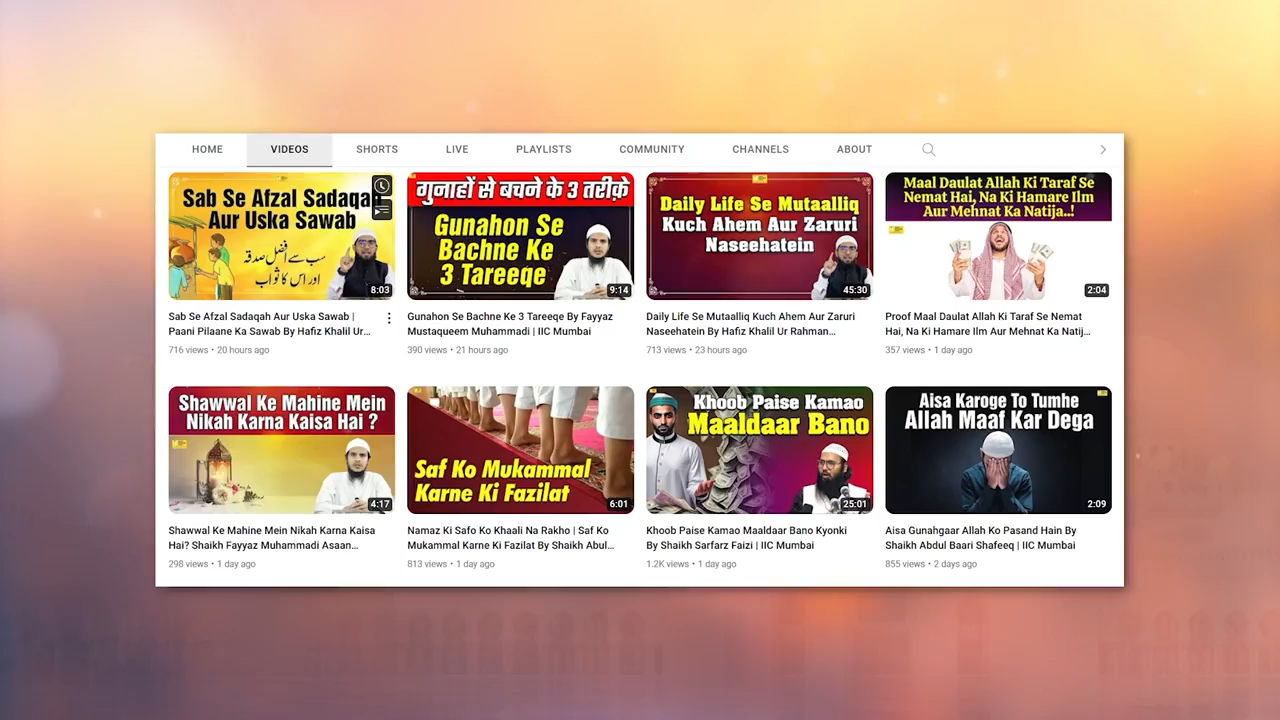 HOME VIDEOS SHORTS LIVE PLAYLISTS COMMUNITY CHANNELS ABOUT
Sab Se Afzal Sadaqah
Aur Uska Sawab
سب سے افضل صدقہ
اور اس کا ثواب
8:03
Sab Se Afzal Sadaqah Aur Uska Sawab |
Paani Pilaane Ka Sawab By Hafiz Khalil Ur...
716 views • 20 hours ago
गुनाहों से बचने के 3 तरीक़े
Gunahon Se
Bachne Ke
3 Tareeqe
9:14
Gunahon Se Bachne Ke 3 Tareeqe By Fayyaz
Mustaqueem Muhammadi | IIC Mumbai
390 views • 21 hours ago
Daily Life Se Mutaalliq
Kuch Ahem Aur Zaruri
Naseehatein
45:30
Daily Life Se Mutaalliq Kuch Ahem Aur Zaruri
Naseehatein By Hafiz Khalil Ur Rahman...
713 views • 23 hours ago
Maal Daulat Allah Ki Taraf Se
Nemat Hai, Na Ki Hamare Ilm
Aur Mehnat Ka Natija..!
2:04
Proof Maal Daulat Allah Ki Taraf Se Nemat
Hai, Na Ki Hamare Ilm Aur Mehnat Ka Natij...
357 views • 1 day ago
Shawwal Ke Mahine Mein
Nikah Karna Kaisa Hai ?
4:17
Shawwal Ke Mahine Mein Nikah Karna Kaisa
Hai? Shaikh Fayyaz Muhammadi Asaan...
298 views • 1 day ago
Saf Ko Mukammal
Karne Ki Fazilat
6:01
Namaz Ki Safo Ko Khaali Na Rakho | Saf Ko
Mukammal Karne Ki Fazilat By Shaikh Abul...
813 views • 1 day ago
Khoob Paise Kamao
Maaldaar Bano
25:01
Khoob Paise Kamao Maaldaar Bano Kyonki
By Shaikh Sarfarz Faizi | IIC Mumbai
1.2K views • 1 day ago
Aisa Karoge To Tumhe
Allah Maaf Kar Dega
2:09
Aisa Gunahgaar Allah Ko Pasand Hain By
Shaikh Abdul Baari Shafeeq | IIC Mumbai
855 views • 2 days ago